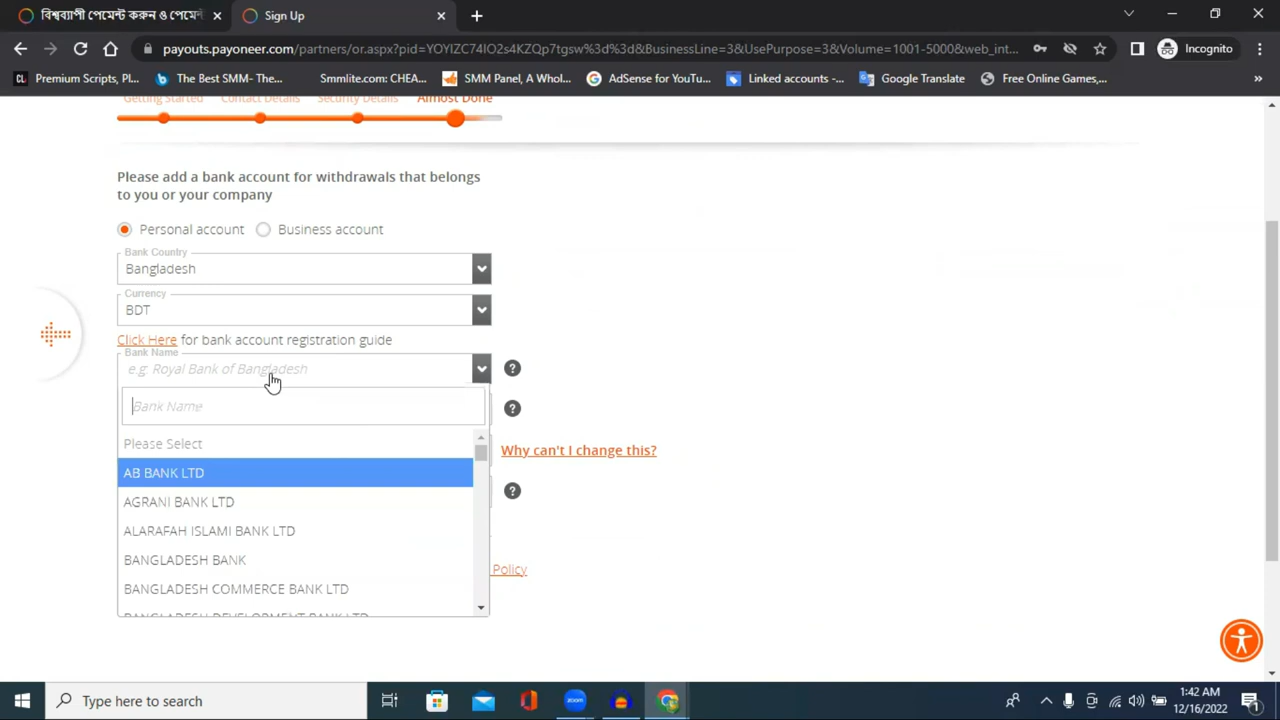 বিশ্বব্যাপী পেমেন্ট করুন ও পেমেন্ট
Sign Up
payouts.payoneer.com/partners/or.aspx?pid=YOYIZC74IO2s4KZQp7tgsw%3d%3d&BusinessLine=3&UsePurpose=3&Volume=1001-5000&web_int...
Incognito
Premium Scripts, Pl...
The Best SMM- The...
Smmlite.com: CHEA...
SMM Panel, A Whol...
AdSense for YouTu...
Linked accounts -...
Google Translate
Free Online Games,...
Getting Started
Contact Details
Security Details
Almost Done
Please add a bank account for withdrawals that belongs
to you or your company
Personal account
Business account
Bank Country
Bangladesh
Currency
BDT
Click Here for bank account registration guide
Bank Name
e.g: Royal Bank of Bangladesh
Bank Name
Please Select
Why can't I change this?
AB BANK LTD
AGRANI BANK LTD
ALARAFAH ISLAMI BANK LTD
BANGLADESH BANK
Policy
BANGLADESH COMMERCE BANK LTD
BANGLADESH DEVELOPMENT BANK LTD
Type here to search
zoom
1:42 AM
12/16/2022